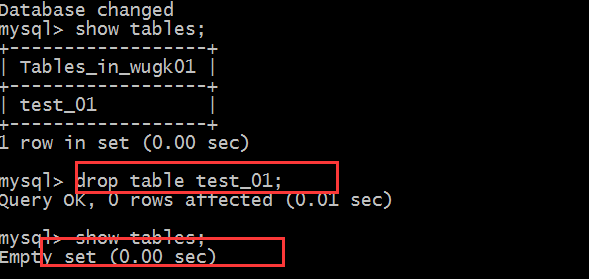 Database changed
mysql> show tables;
+------------------+
| Tables_in_wugk01 |
+------------------+
| test_01          |
+------------------+
1 row in set (0.00 sec)
mysql> drop table test_01;
Query OK, 0 rows affected (0.01 sec)
mysql> show tables;
Empty set (0.00 sec)